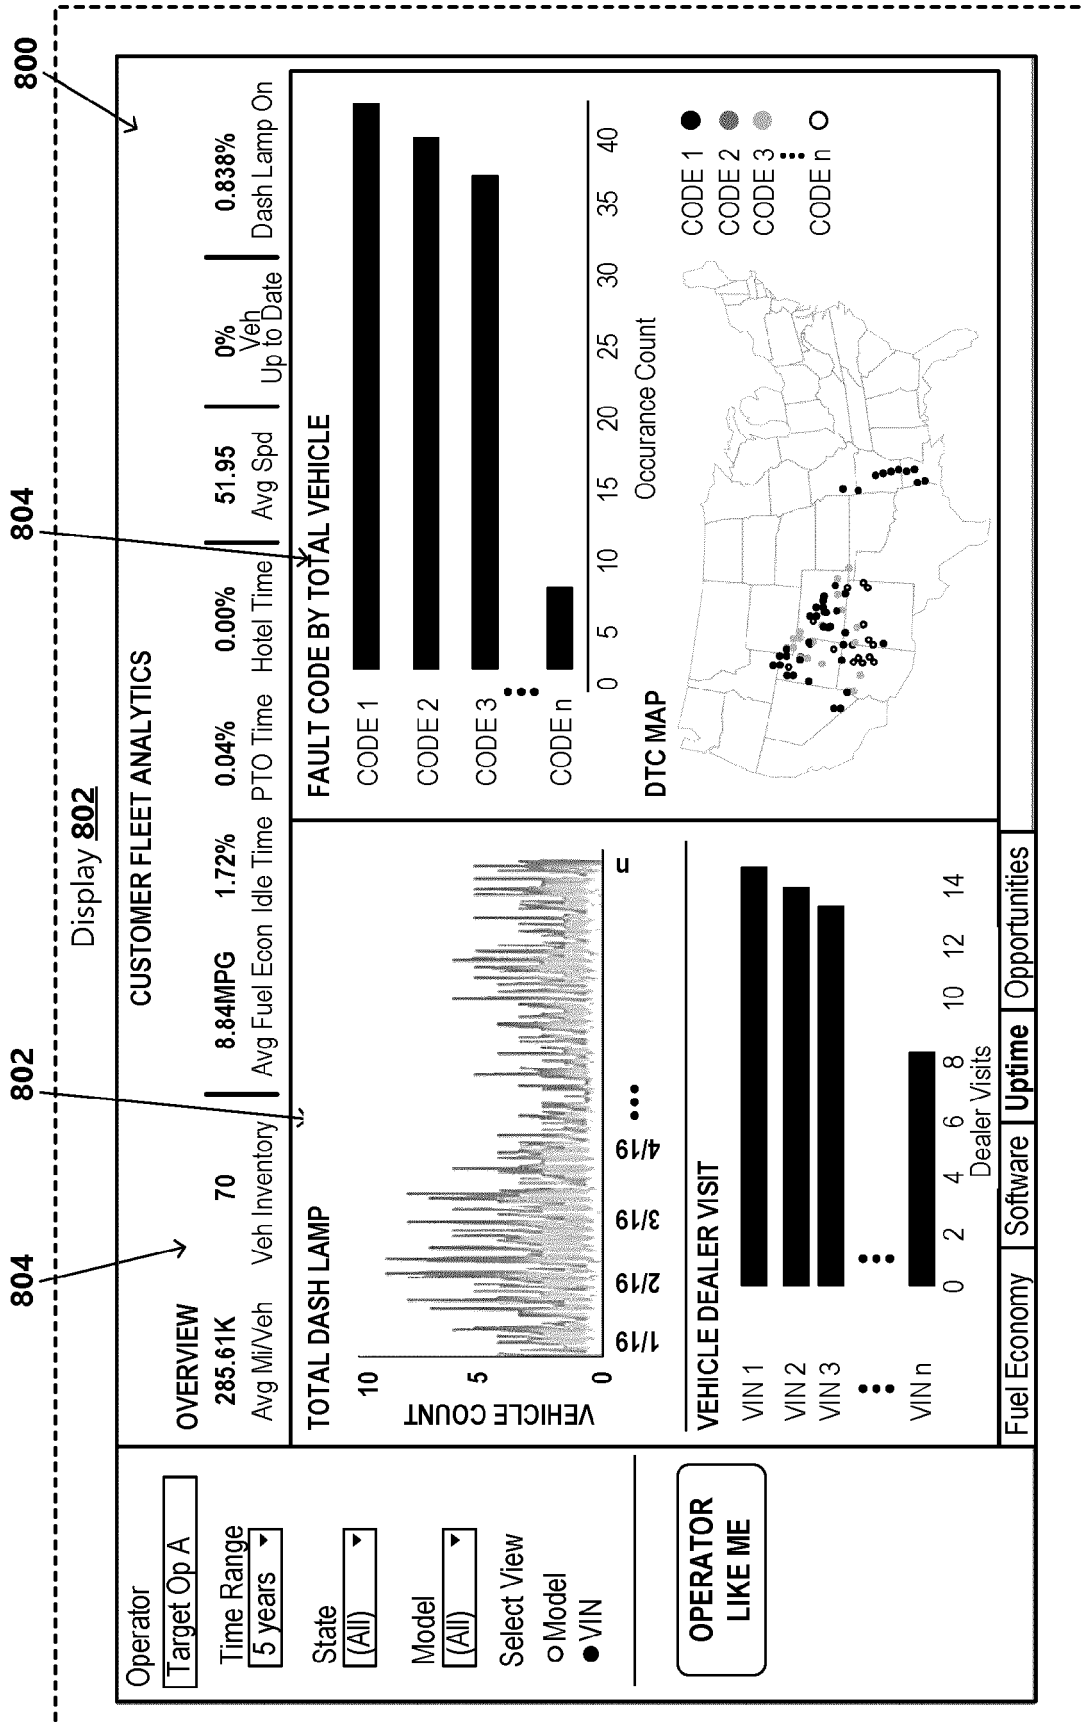 800
804
802
804
Display 802
CUSTOMER FLEET ANALYTICS
Operator
Target Op A
Time Range
5 years
State
(All)
Model
(All)
Select View
Model
VIN
OPERATOR
LIKE ME
OVERVIEW
285.61K
Avg Mi/Veh
70
Veh Inventory
8.84MPG
Avg Fuel Econ
1.72%
Idle Time
0.04%
PTO Time
0.00%
Hotel Time
51.95
Avg Spd
0%
Veh
Up to Date
0.838%
Dash Lamp On
TOTAL DASH LAMP
VEHICLE COUNT
10
5
0
1/19
2/19
3/19
4/19
n
VEHICLE DEALER VISIT
VIN 1
VIN 2
VIN 3
VIN n
0 2 4 6 8 10 12 14
Dealer Visits
FAULT CODE BY TOTAL VEHICLE
CODE 1
CODE 2
CODE 3
CODE n
0 5 10 15 20 25 30 35 40
Occurance Count
DTC MAP
CODE 1
CODE 2
CODE 3
CODE n
Fuel Economy Software Uptime Opportunities